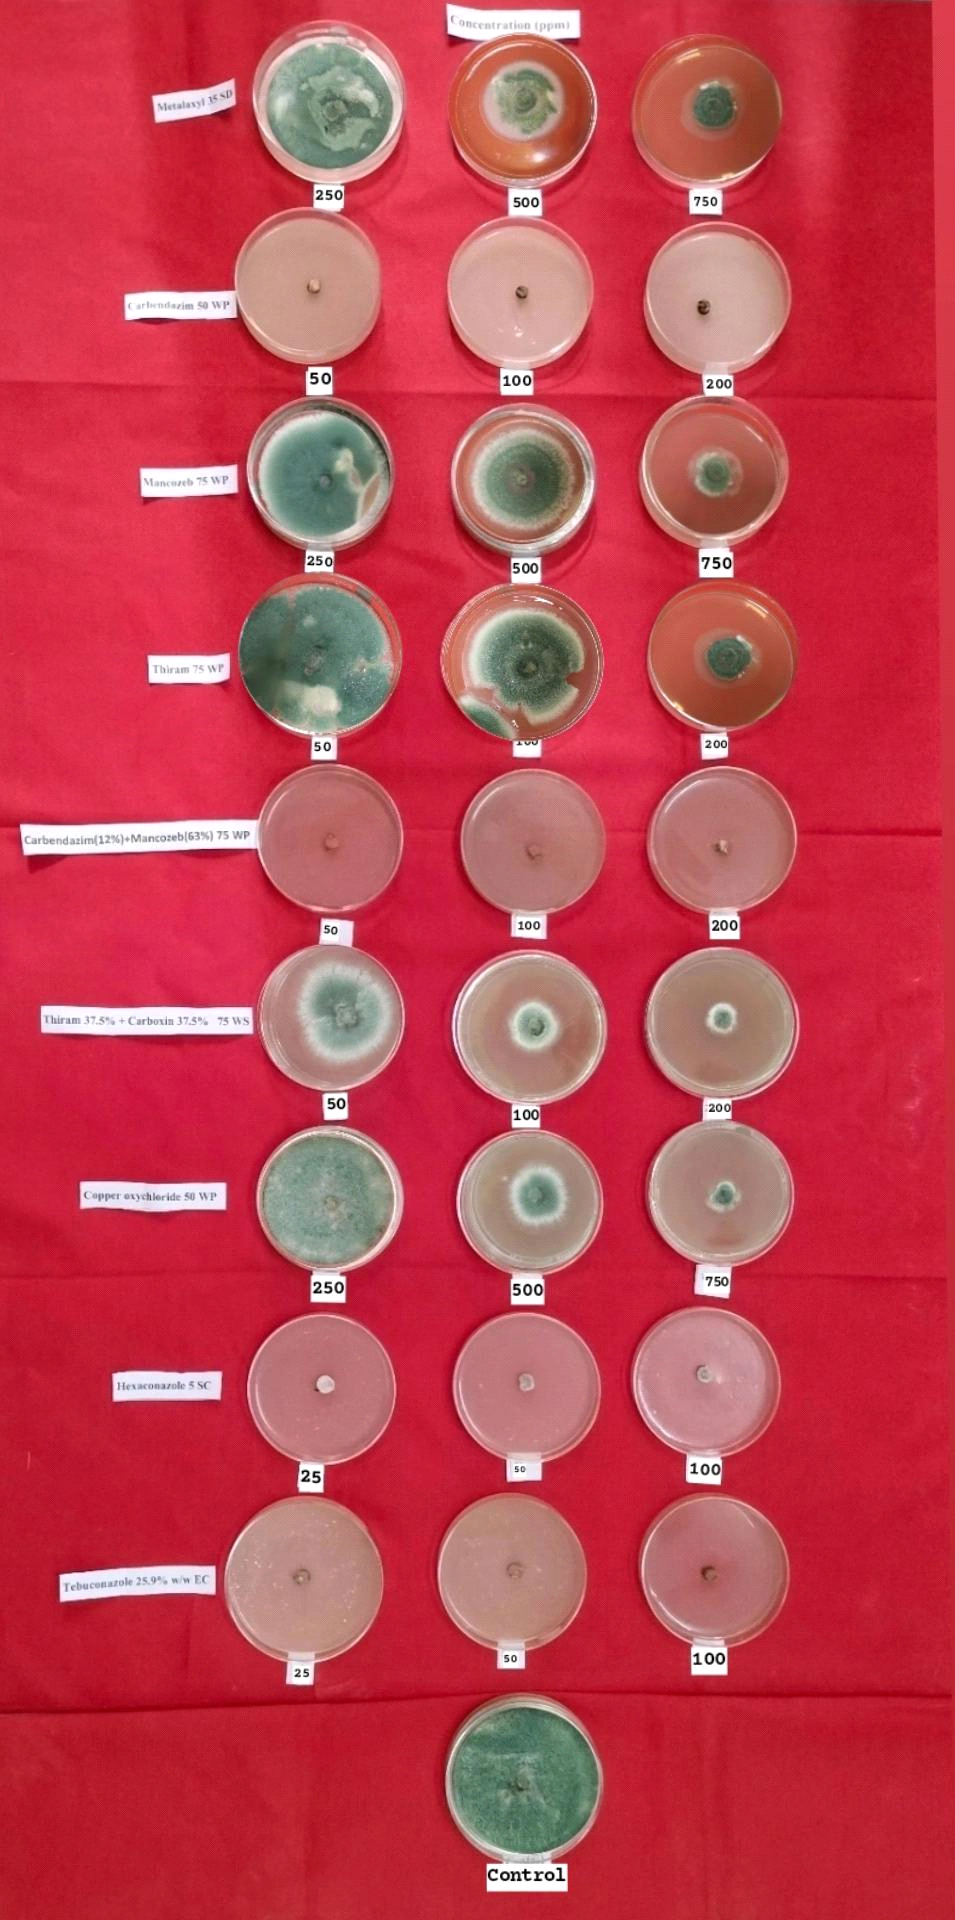 Concentration (ppm)
Metalaxyl 35 SD
250
500
750
Carbendazim 50 WP
50
100
200
Mancozeb 75 WP
250
500
750
Thiram 75 WP
50
100
200
Carbendazim(12%)+Mancozeb(63%) 75 WP
50
100
200
Thiram 37.5% + Carboxin 37.5% 75 WS
50
100
200
Copper oxychloride 50 WP
250
500
750
Hexaconazole 5 SC
25
50
100
Tebuconazole 25.9% w/w EC
25
50
100
Control